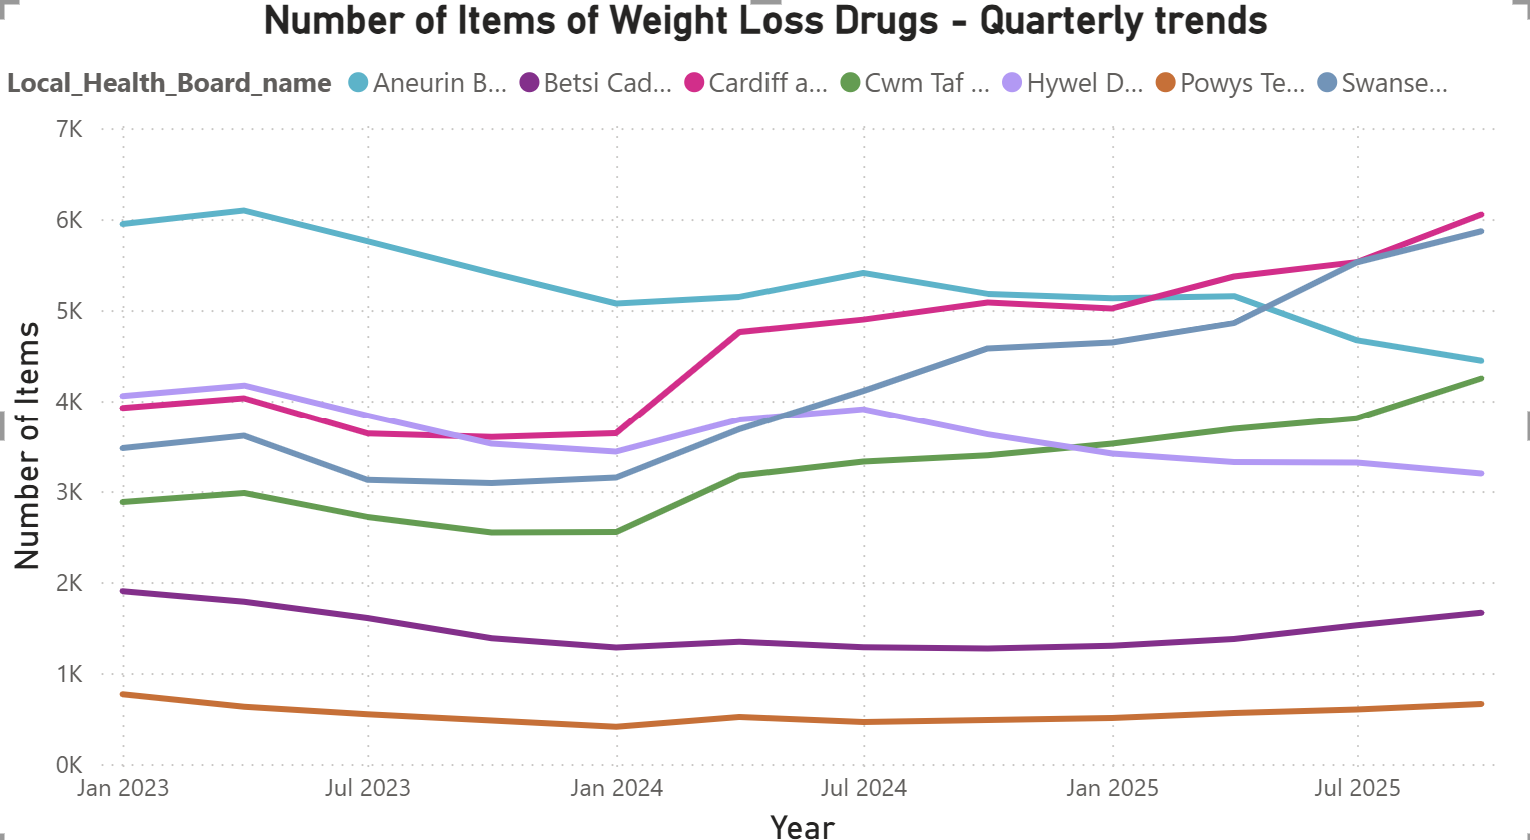 Number of Items of Weight Loss Drugs - Quarterly trends
Local_Health_Board_name Aneurin B... Betsi Cad... Cardiff a... Cwm Taf ... Hywel D... Powys Te... Swanse...
7K
6K
5K
4K
3K
2K
1K
0K
Number of Items
Jan 2023 Jul 2023 Jan 2024 Jul 2024 Jan 2025 Jul 2025
Year